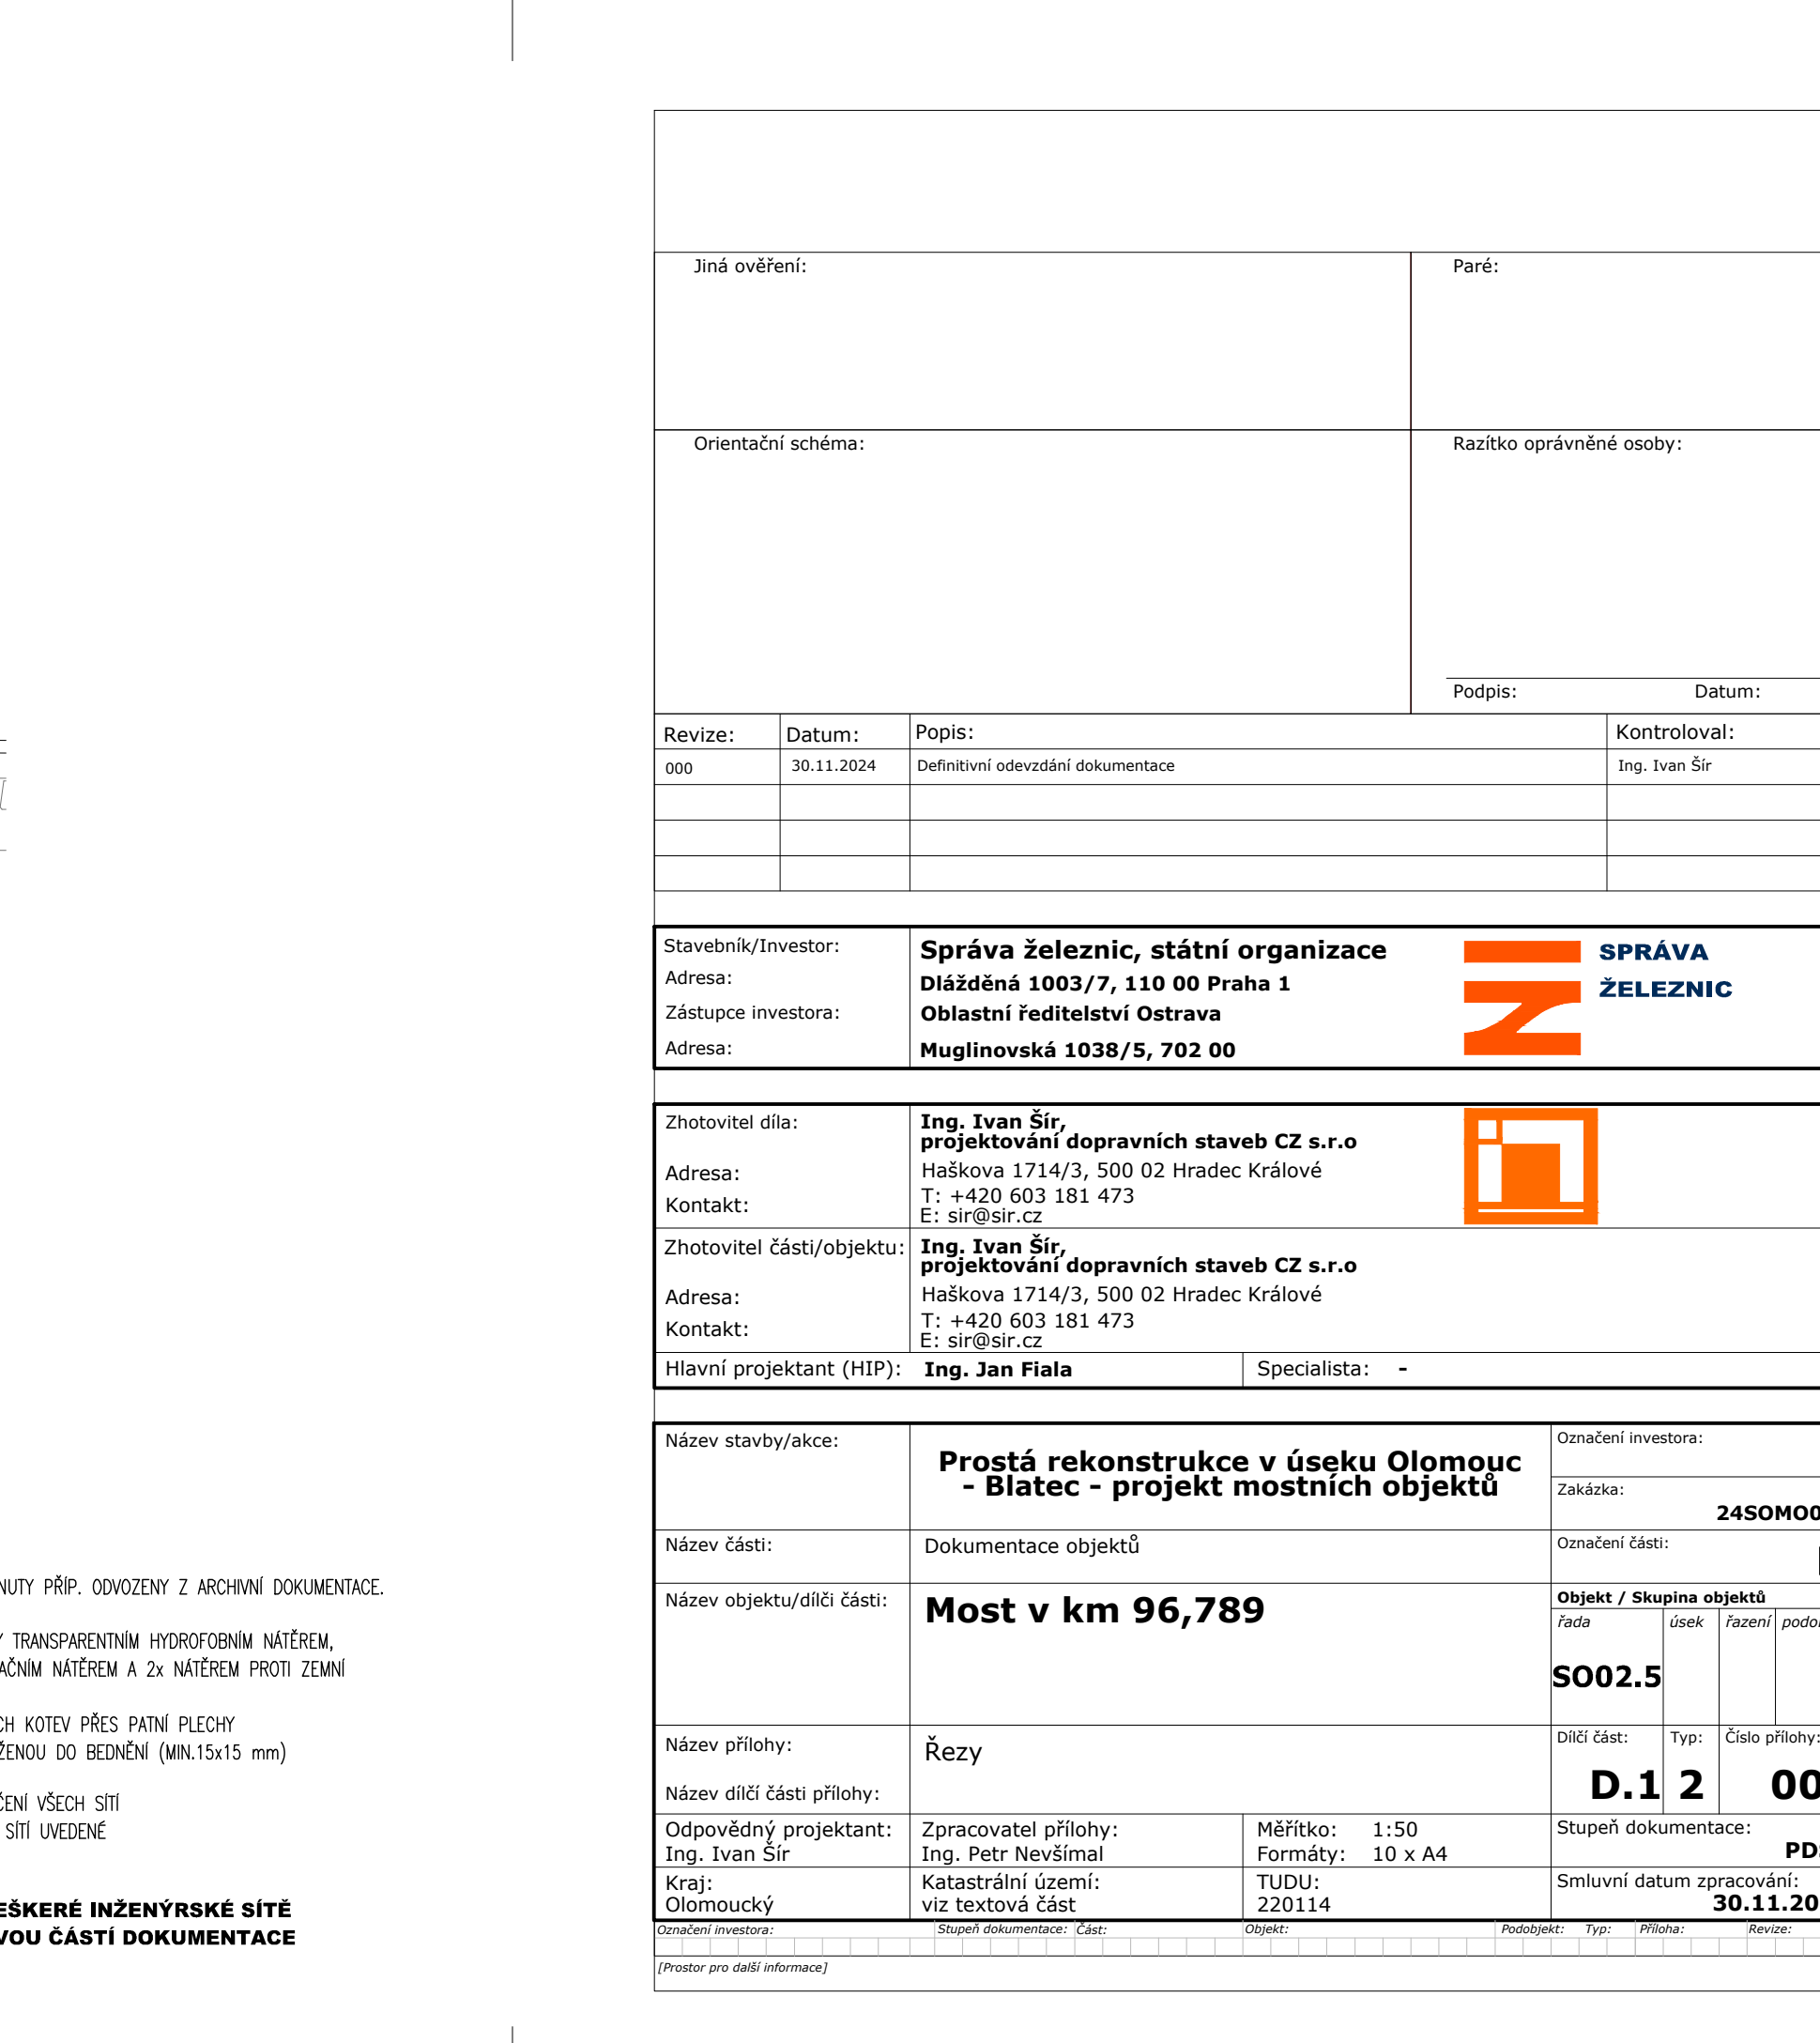 Jiná ověření:
Paré:
Orientační schéma:
Razítko oprávněné osoby:
Podpis: Datum:
Revize: Datum: Popis: Kontroloval:
000 30.11.2024 Definitivní odevzdání dokumentace Ing. Ivan Šír
Stavebník/Investor: Správa železnic, státní organizace
Adresa: Dlážděná 1003/7, 110 00 Praha 1
Zástupce investora: Oblastní ředitelství Ostrava
Adresa: Muglinovská 1038/5, 702 00
SPRÁVA
ŽELEZNIC
Zhotovitel díla: Ing. Ivan Šír,
projektování dopravních staveb CZ s.r.o
Adresa: Haškova 1714/3, 500 02 Hradec Králové
Kontakt: T: +420 603 181 473
E: sir@sir.cz
Zhotovitel části/objektu: Ing. Ivan Šír,
projektování dopravních staveb CZ s.r.o
Adresa: Haškova 1714/3, 500 02 Hradec Králové
Kontakt: T: +420 603 181 473
E: sir@sir.cz
Hlavní projektant (HIP): Ing. Jan Fiala Specialista: -
Název stavby/akce: Prostá rekonstrukce v úseku Olomouc
- Blatec - projekt mostních objektů
Označení investora:
Zakázka:
24SOMO0
Název části: Dokumentace objektů
Označení části:
Název objektu/dílči části: Most v km 96,789
Objekt / Skupina objektů
řada úsek řazení podo
SO02.5
Název přílohy: Řezy
Název dílčí části přílohy:
Dílčí část: Typ: Číslo přílohy:
D.1 2 00
Odpovědný projektant: Zpracovatel přílohy: Měřítko: 1:50
Ing. Ivan Šír Ing. Petr Nevšímal Formáty: 10 x A4
Stupeň dokumentace:
PD
Kraj: Katastrální území: TUDU:
Olomoucký viz textová část 220114
Smluvní datum zpracování:
30.11.20
Označení investora: Stupeň dokumentace: Část: Objekt: Podobjekt: Typ: Příloha: Revize:
[Prostor pro další informace]
NUTY PŘÍP. ODVOZENY Z ARCHIVNÍ DOKUMENTACE.
Y TRANSPARENTNÍM HYDROFOBNÍM NÁTĚREM,
AČNÍM NÁTĚREM A 2x NÁTĚREM PROTI ZEMNÍ
CH KOTEV PŘES PATNÍ PLECHY
ŽENOU DO BEDNĚNÍ (MIN.15x15 mm)
ČENÍ VŠECH SÍTÍ
SÍTÍ UVEDENÉ
EŠKERÉ INŽENÝRSKÉ SÍTĚ
VOU ČÁSTÍ DOKUMENTACE